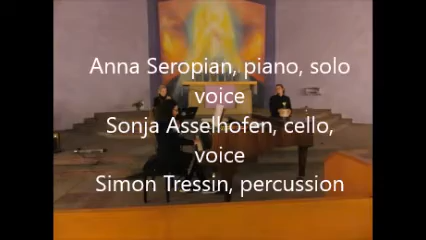 Anna Seropian, piano, solo
voice
Sonja Asselhofen, cello,
voice
Simon Tressin, percussion